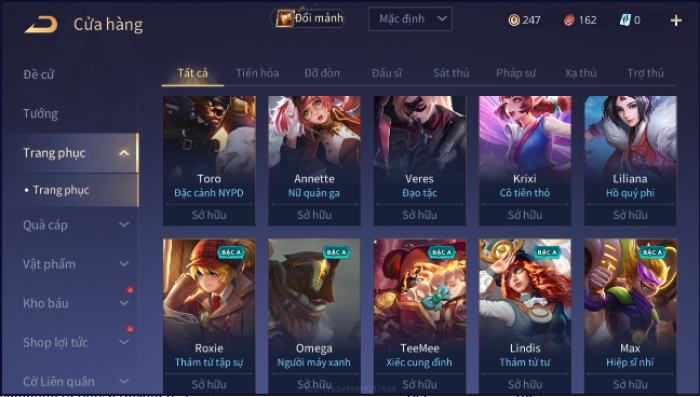 Cửa hàng
Đổi mảnh
Mặc định
247
162
0
+
Đề cử
Tướng
Trang phục
• Trang phục
Quà cáp
Vật phẩm
Kho báu
Shop lợi tức
Cờ Liên quân
Tất cả
Tiến hóa
Đỡ đòn
Đấu sĩ
Sát thủ
Pháp sư
Xạ thủ
Trợ thủ
Toro
Đặc cảnh NYPD
Sở hữu
Annette
Nữ quản ga
Sở hữu
Veres
Đạo tặc
Sở hữu
Krixi
Cô tiên thỏ
Sở hữu
Liliana
Hồ quý phi
Sở hữu
BẬC A
Roxie
Thám tử tập sự
Sở hữu
Omega
Người máy xanh
Sở hữu
BẬC A
TeeMee
Xiếc cung đình
Sở hữu
BẬC A
Lindis
Thám tử tư
Sở hữu
BẬC A
Max
Hiệp sĩ nhí
Sở hữu